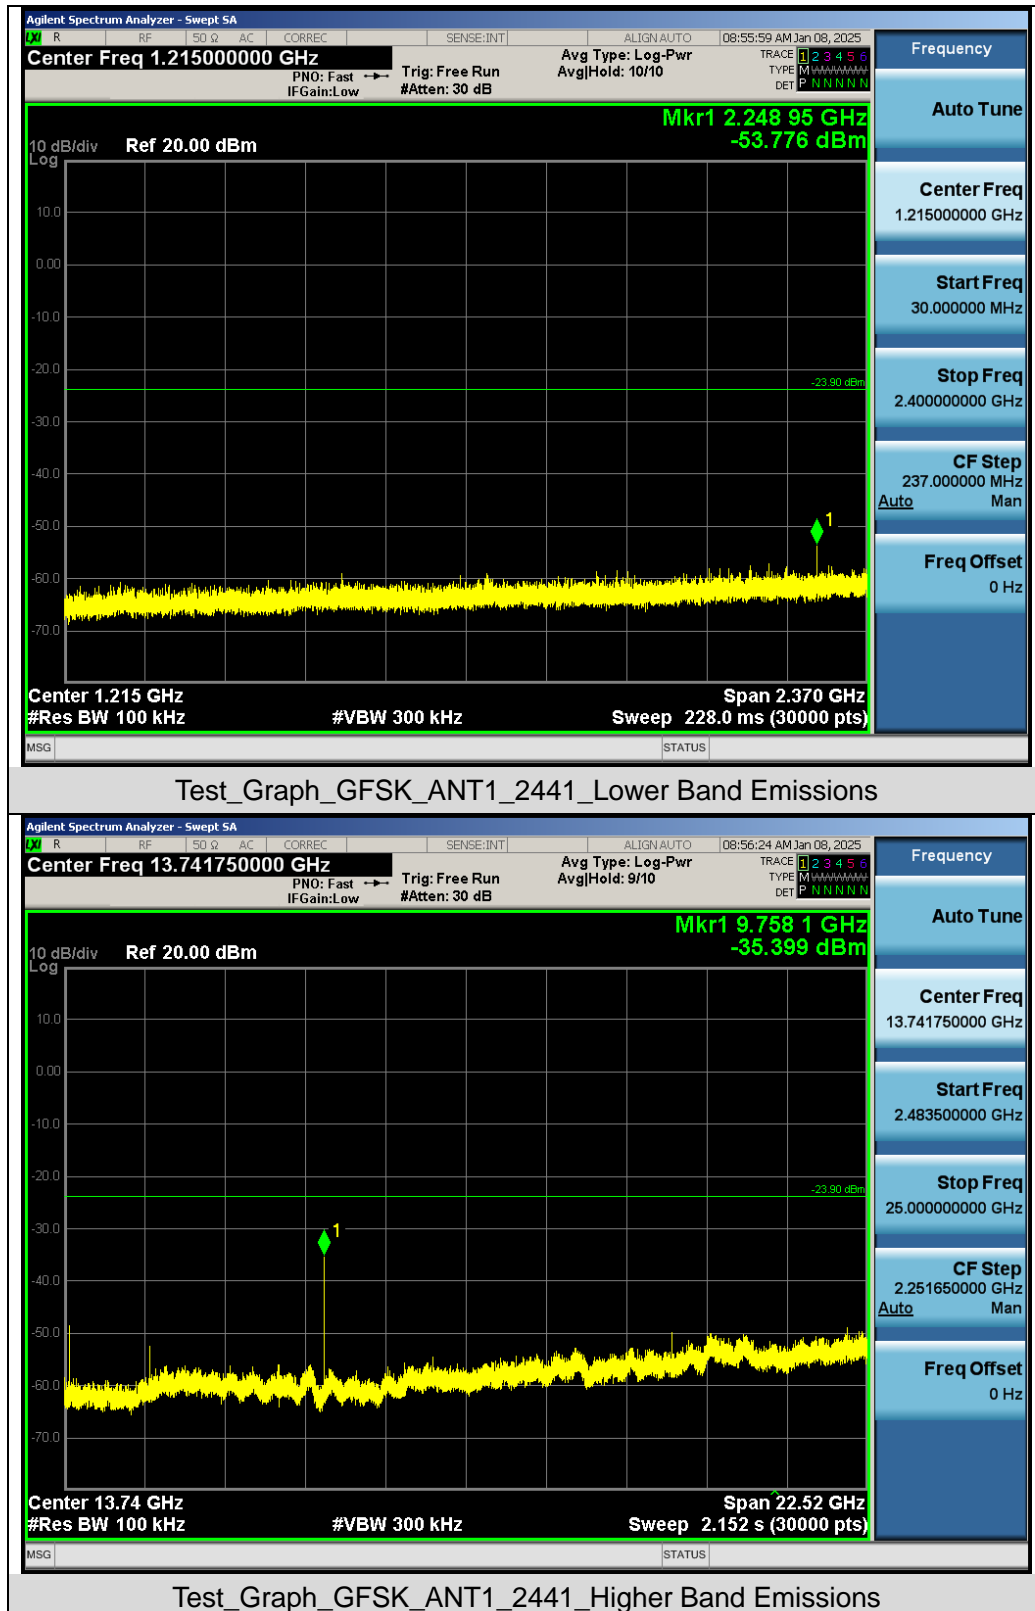 Agilent Spectrum Analyzer - Swept SA
LXI R RF 50 Ω AC CORREC SENSE:INT ALIGN AUTO 08:55:59 AM Jan 08, 2025
Center Freq 1.215000000 GHz
PNO: Fast
IFGain:Low
Trig: Free Run
#Atten: 30 dB
Avg Type: Log-Pwr
Avg|Hold: 10/10
TRACE 1 2 3 4 5 6
TYPE M
DET P N N N N N
Mkr1 2.248 95 GHz
-53.776 dBm
10 dB/div Ref 20.00 dBm
Log
10.0
0.00
-10.0
-20.0
-23.90 dBm
-30.0
-40.0
-50.0
1
-60.0
-70.0
Center 1.215 GHz Span 2.370 GHz
#Res BW 100 kHz #VBW 300 kHz Sweep 228.0 ms (30000 pts)
MSG STATUS
Frequency
Auto Tune
Center Freq
1.215000000 GHz
Start Freq
30.000000 MHz
Stop Freq
2.400000000 GHz
CF Step
237.000000 MHz
Auto Man
Freq Offset
0 Hz
Test_Graph_GFSK_ANT1_2441_Lower Band Emissions
Agilent Spectrum Analyzer - Swept SA
LXI R RF 50 Ω AC CORREC SENSE:INT ALIGN AUTO 08:56:24 AM Jan 08, 2025
Center Freq 13.741750000 GHz
PNO: Fast
IFGain:Low
Trig: Free Run
#Atten: 30 dB
Avg Type: Log-Pwr
Avg|Hold: 9/10
TRACE 1 2 3 4 5 6
TYPE M
DET P N N N N N
Mkr1 9.758 1 GHz
-35.399 dBm
10 dB/div Ref 20.00 dBm
Log
10.0
0.00
-10.0
-20.0
-23.90 dBm
-30.0
1
-40.0
-50.0
-60.0
-70.0
Center 13.74 GHz Span 22.52 GHz
#Res BW 100 kHz #VBW 300 kHz Sweep 2.152 s (30000 pts)
MSG STATUS
Frequency
Auto Tune
Center Freq
13.741750000 GHz
Start Freq
2.483500000 GHz
Stop Freq
25.000000000 GHz
CF Step
2.251650000 GHz
Auto Man
Freq Offset
0 Hz
Test_Graph_GFSK_ANT1_2441_Higher Band Emissions